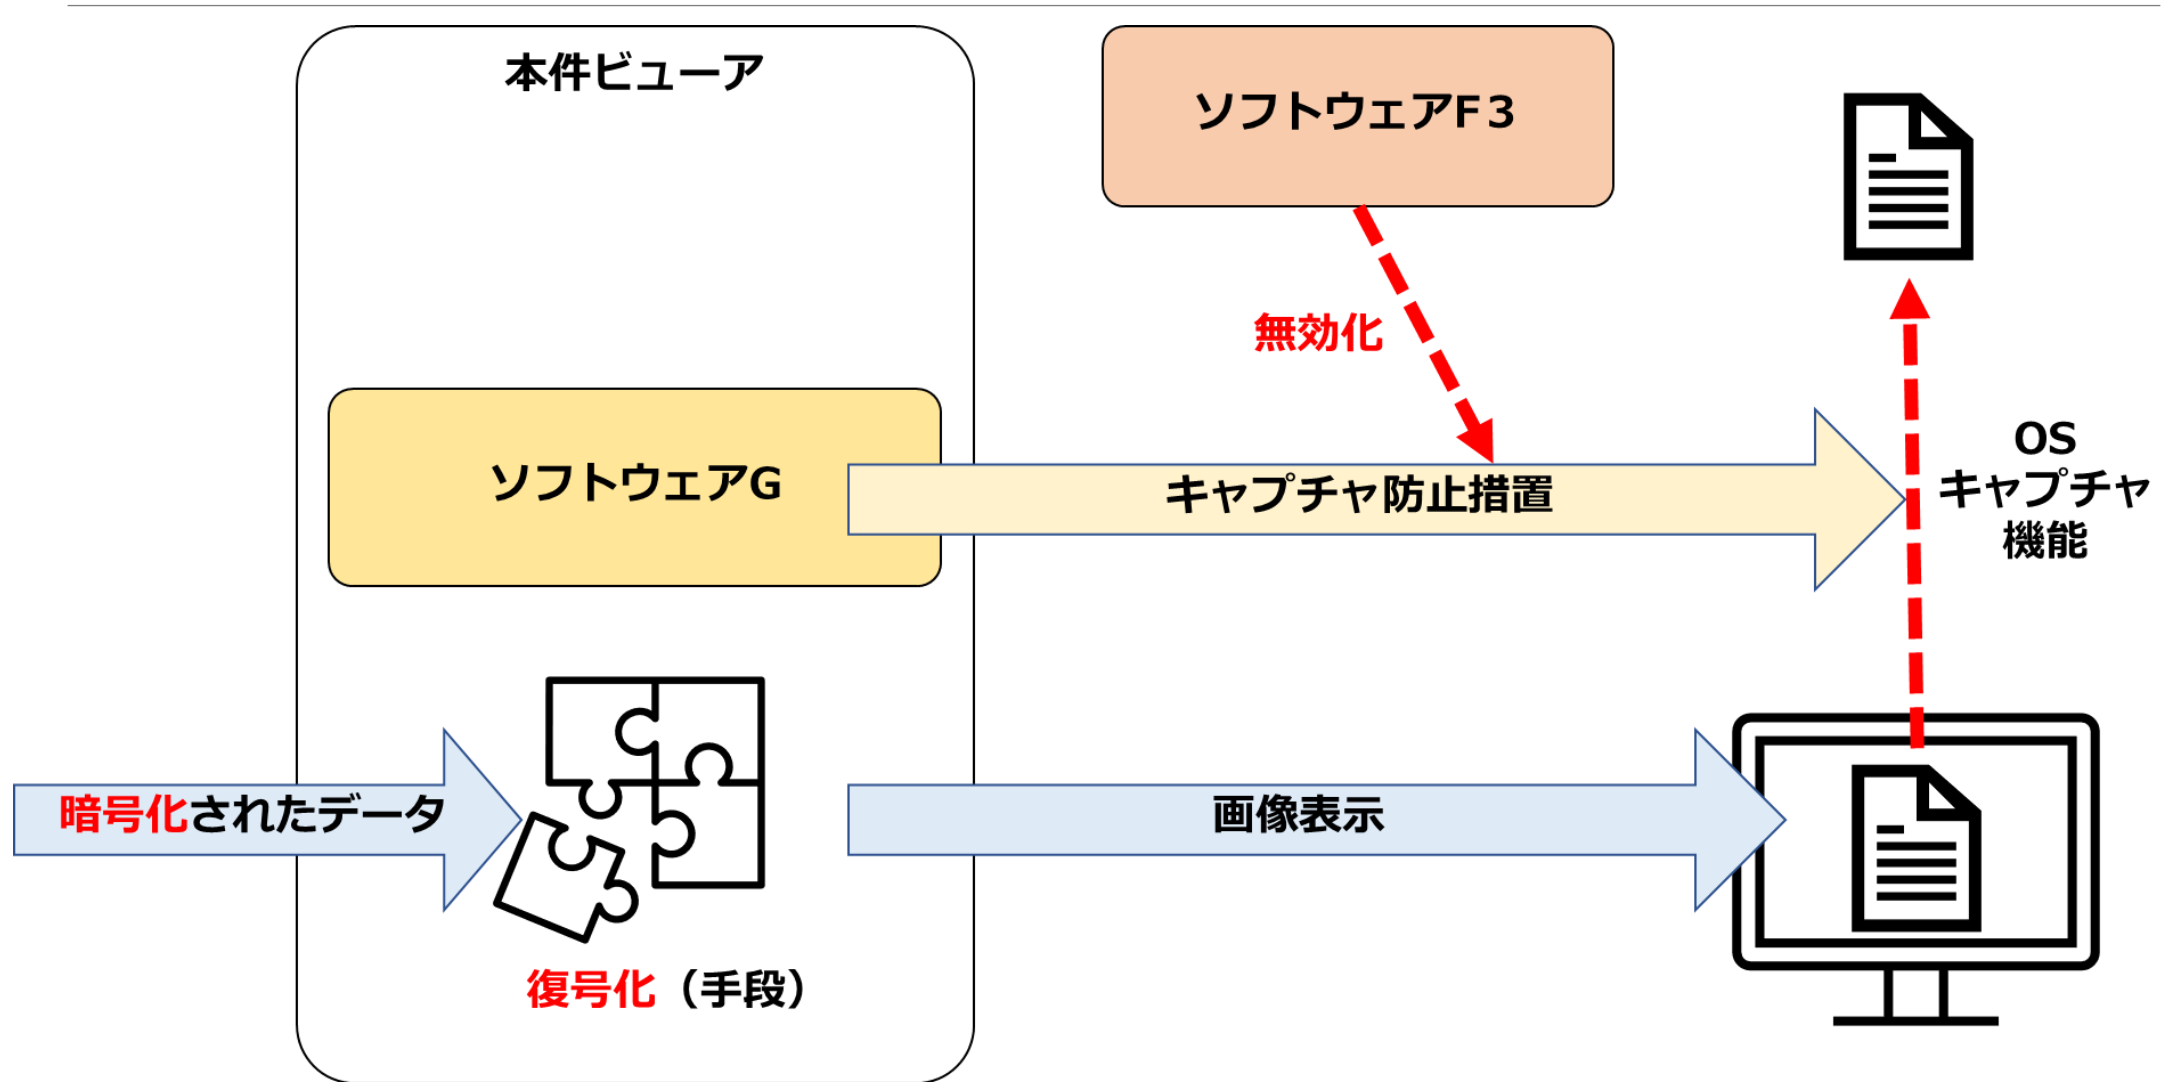 本件ビューア
ソフトウェアF3
無効化
ソフトウェアG
キャプチャ防止措置
OS
キャプチャ
機能
暗号化されたデータ
画像表示
復号化（手段）